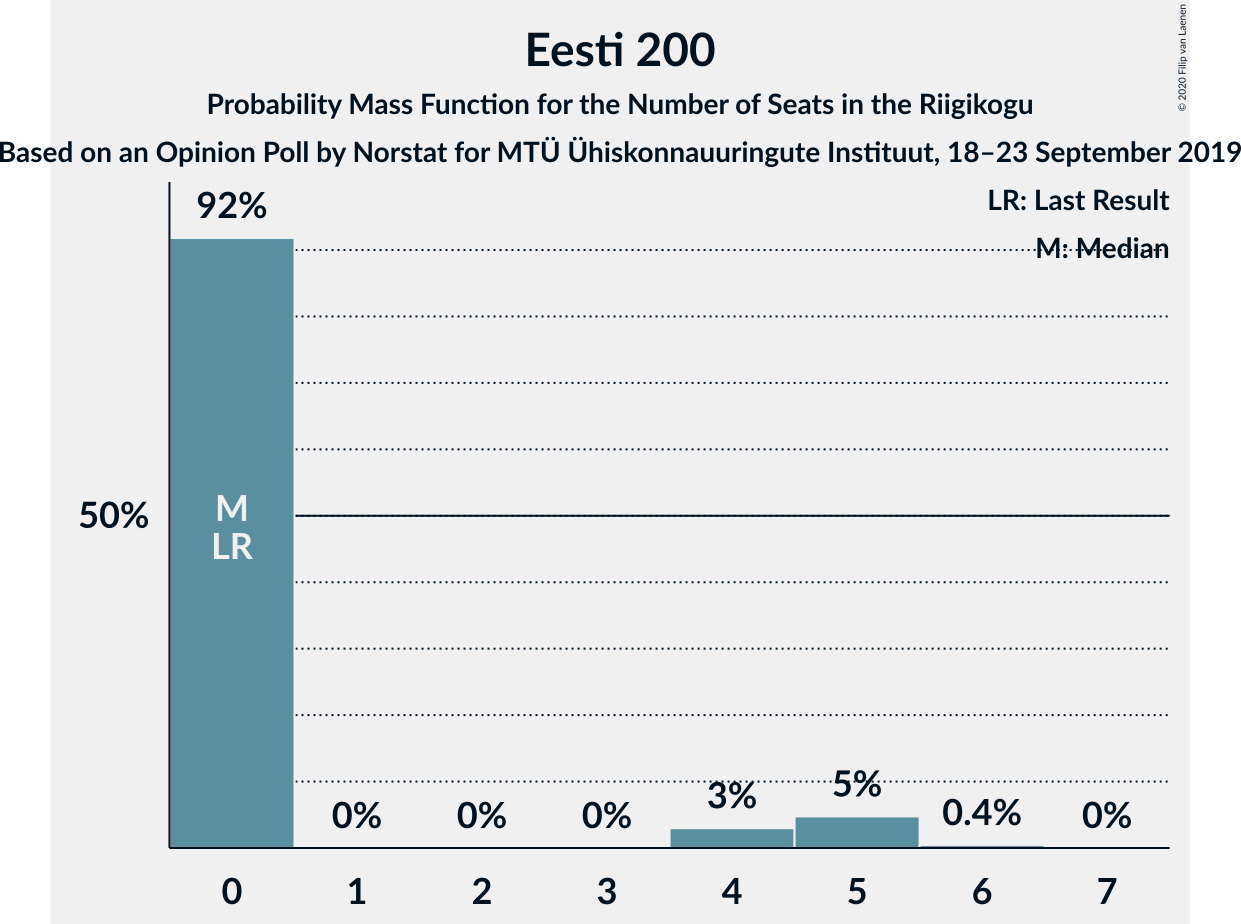 Eesti 200
Probability Mass Function for the Number of Seats in the Riigikogu
Based on an Opinion Poll by Norstat for MTÜ Ühiskonnauuringute Instituut, 18–23 September 2019
© 2020 Filip van Laenen
LR: Last Result
M: Median
92%
50%
M
LR
0%
0%
0%
3%
5%
0.4%
0%
0 1 2 3 4 5 6 7